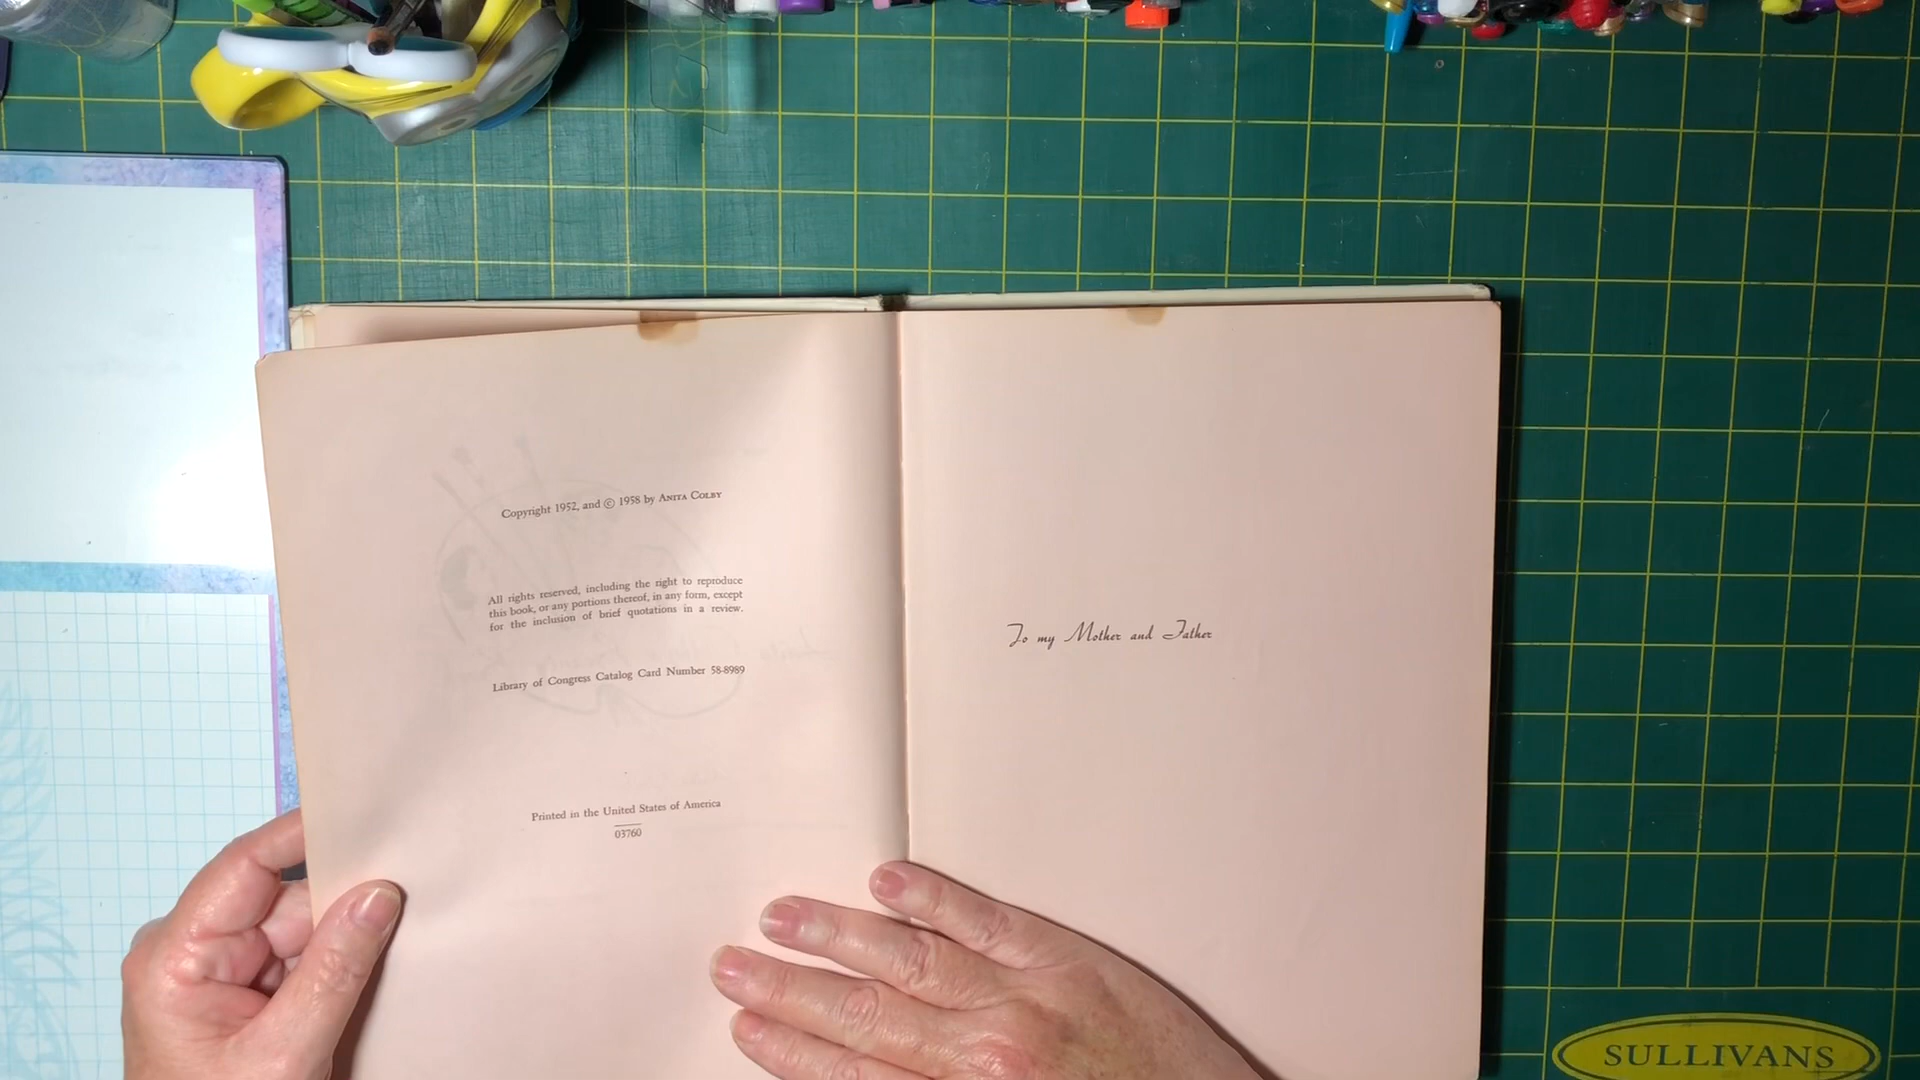 Copyright 1952, and © 1958 by Anita Colby
All rights reserved, including the right to reproduce
this book, or any portions thereof, in any form, except
for the inclusion of brief quotations in a review.
Library of Congress Catalog Card Number 58-8989
Printed in the United States of America
03760
To my Mother and Father
SULLIVANS